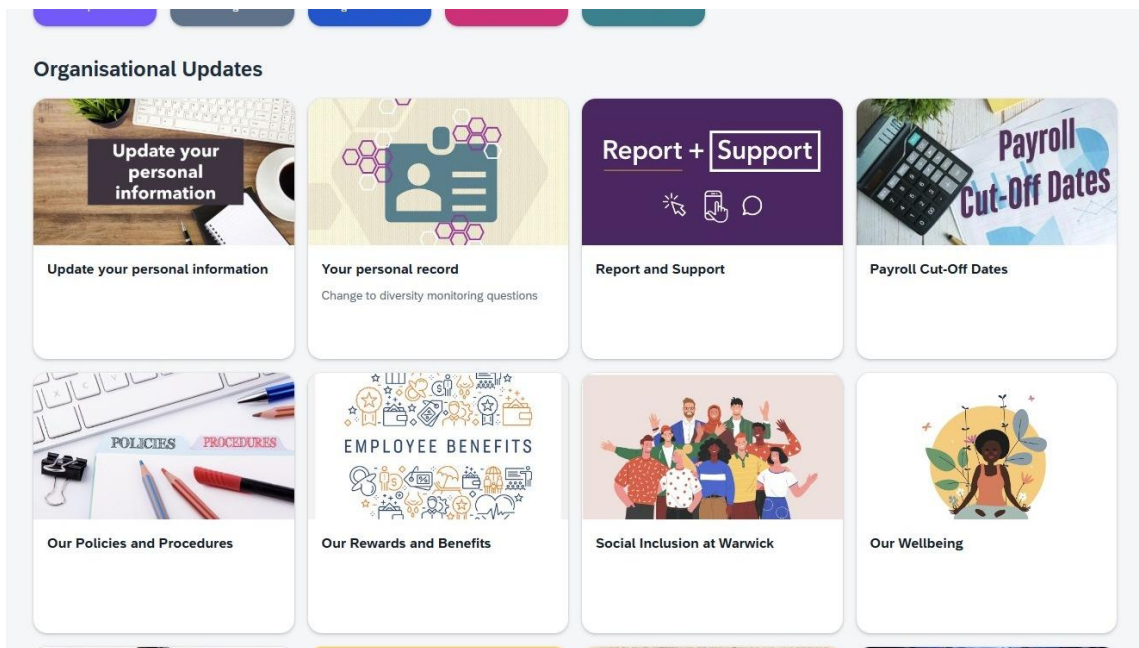 Organisational Updates
Update your
personal
information
Report + Support
Payroll
Cut-Off Dates
Update your personal information
Your personal record
Report and Support
Payroll Cut-Off Dates
Change to diversity monitoring questions
POLICIES PROCEDURES
EMPLOYEE BENEFITS
Our Policies and Procedures
Our Rewards and Benefits
Social Inclusion at Warwick
Our Wellbeing